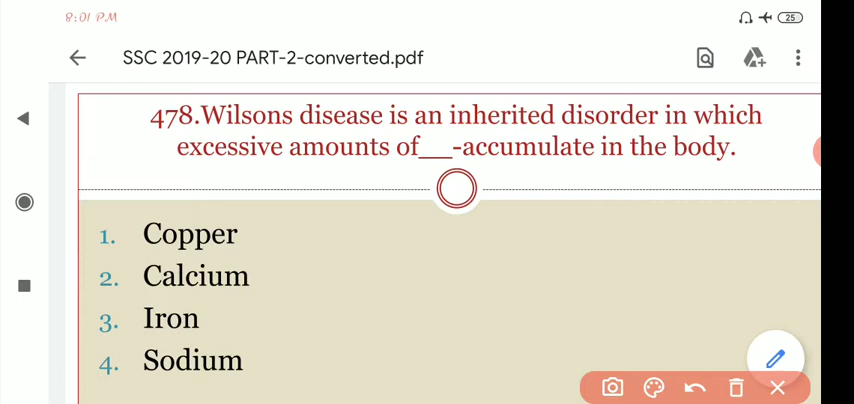 8:01 PM
25
SSC 2019-20 PART-2-converted.pdf
478.Wilsons disease is an inherited disorder in which
excessive amounts of__-accumulate in the body.
1. Copper
2. Calcium
3. Iron
4. Sodium